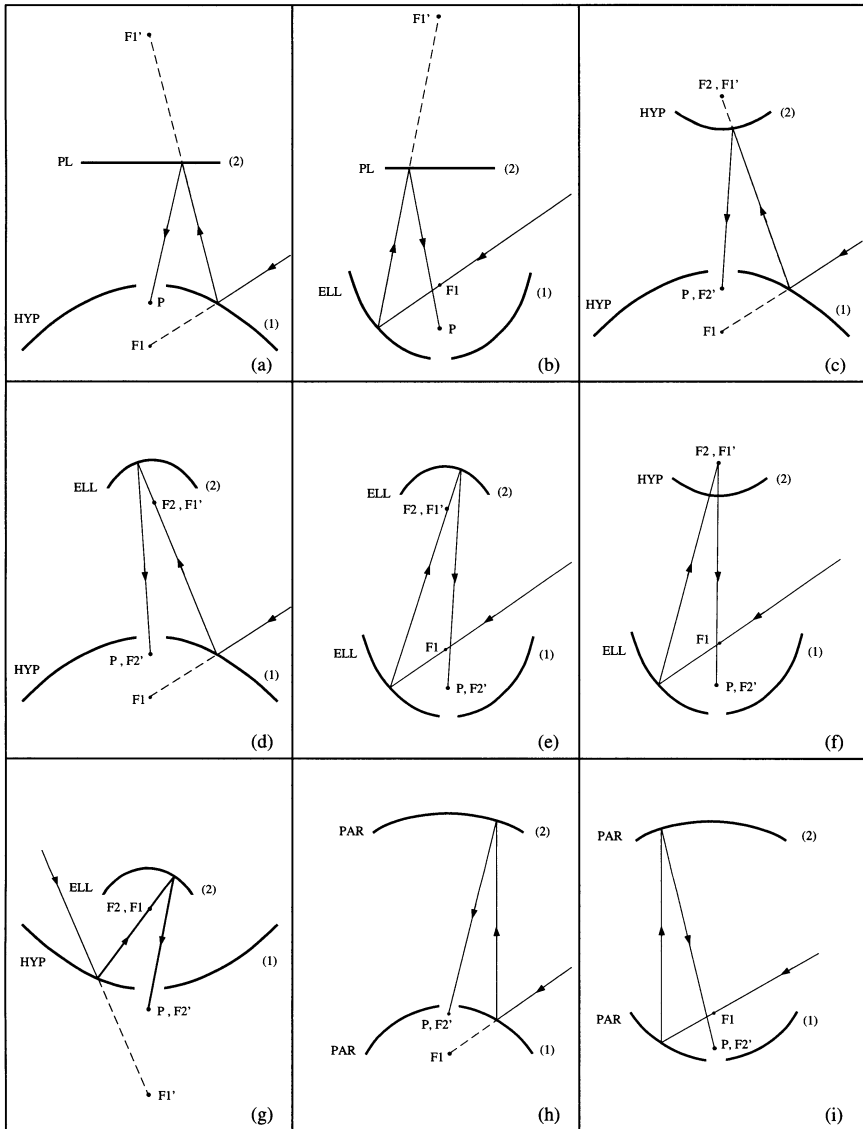 F1'
PL
(2)
HYP
P
(1)
F1
(a)
F1'
PL
(2)
F1
ELL
(1)
P
(b)
F2 , F1'
HYP
(2)
P, F2'
HYP
F1
(1)
(c)
ELL
(2)
F2 , F1'
HYP
P, F2'
(1)
F1
(d)
ELL
(2)
F2 , F1'
ELL
F1
(1)
P, F2'
(e)
F2 , F1'
HYP
(2)
F1
ELL
(1)
P, F2'
(f)
ELL
(2)
F2 , F1
HYP
(1)
P , F2'
F1'
(g)
PAR
(2)
P, F2'
PAR
F1
(1)
(h)
PAR
(2)
F1
PAR
(1)
P, F2'
(i)